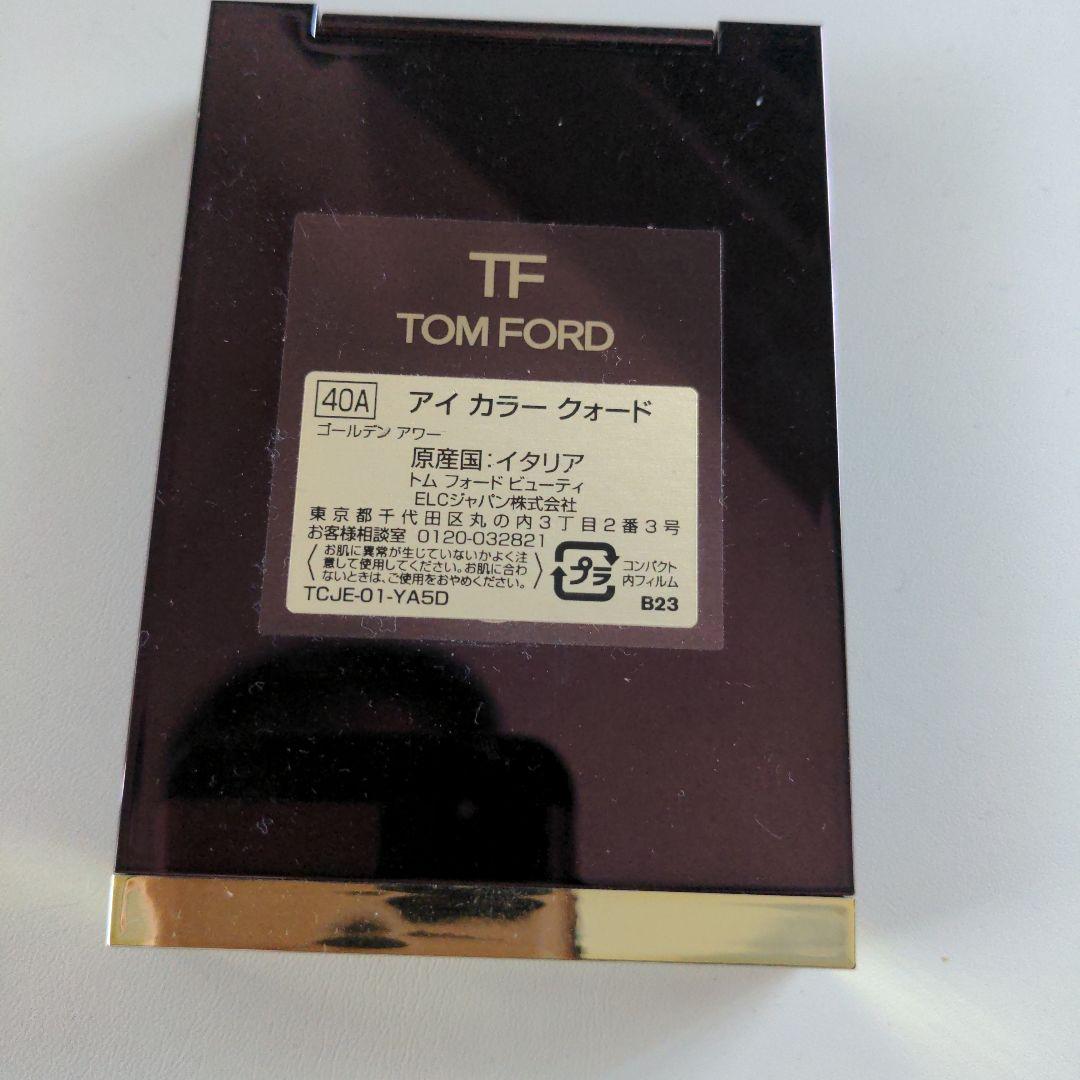 TF
TOM FORD
40A アイ カラー クォード
ゴールデン アワー
原産国:イタリア
トム フォード ビューティ
ELCジャパン株式会社
東京都千代田区丸の内3丁目2番3号
お客様相談室 0120-032821
お肌に異常が生じていないかよく注
意して使用してください。お肌に合わ
ないときは、ご使用をおやめください。
プラ
コンパクト
内フィルム
TCJE-01-YA5D
B23